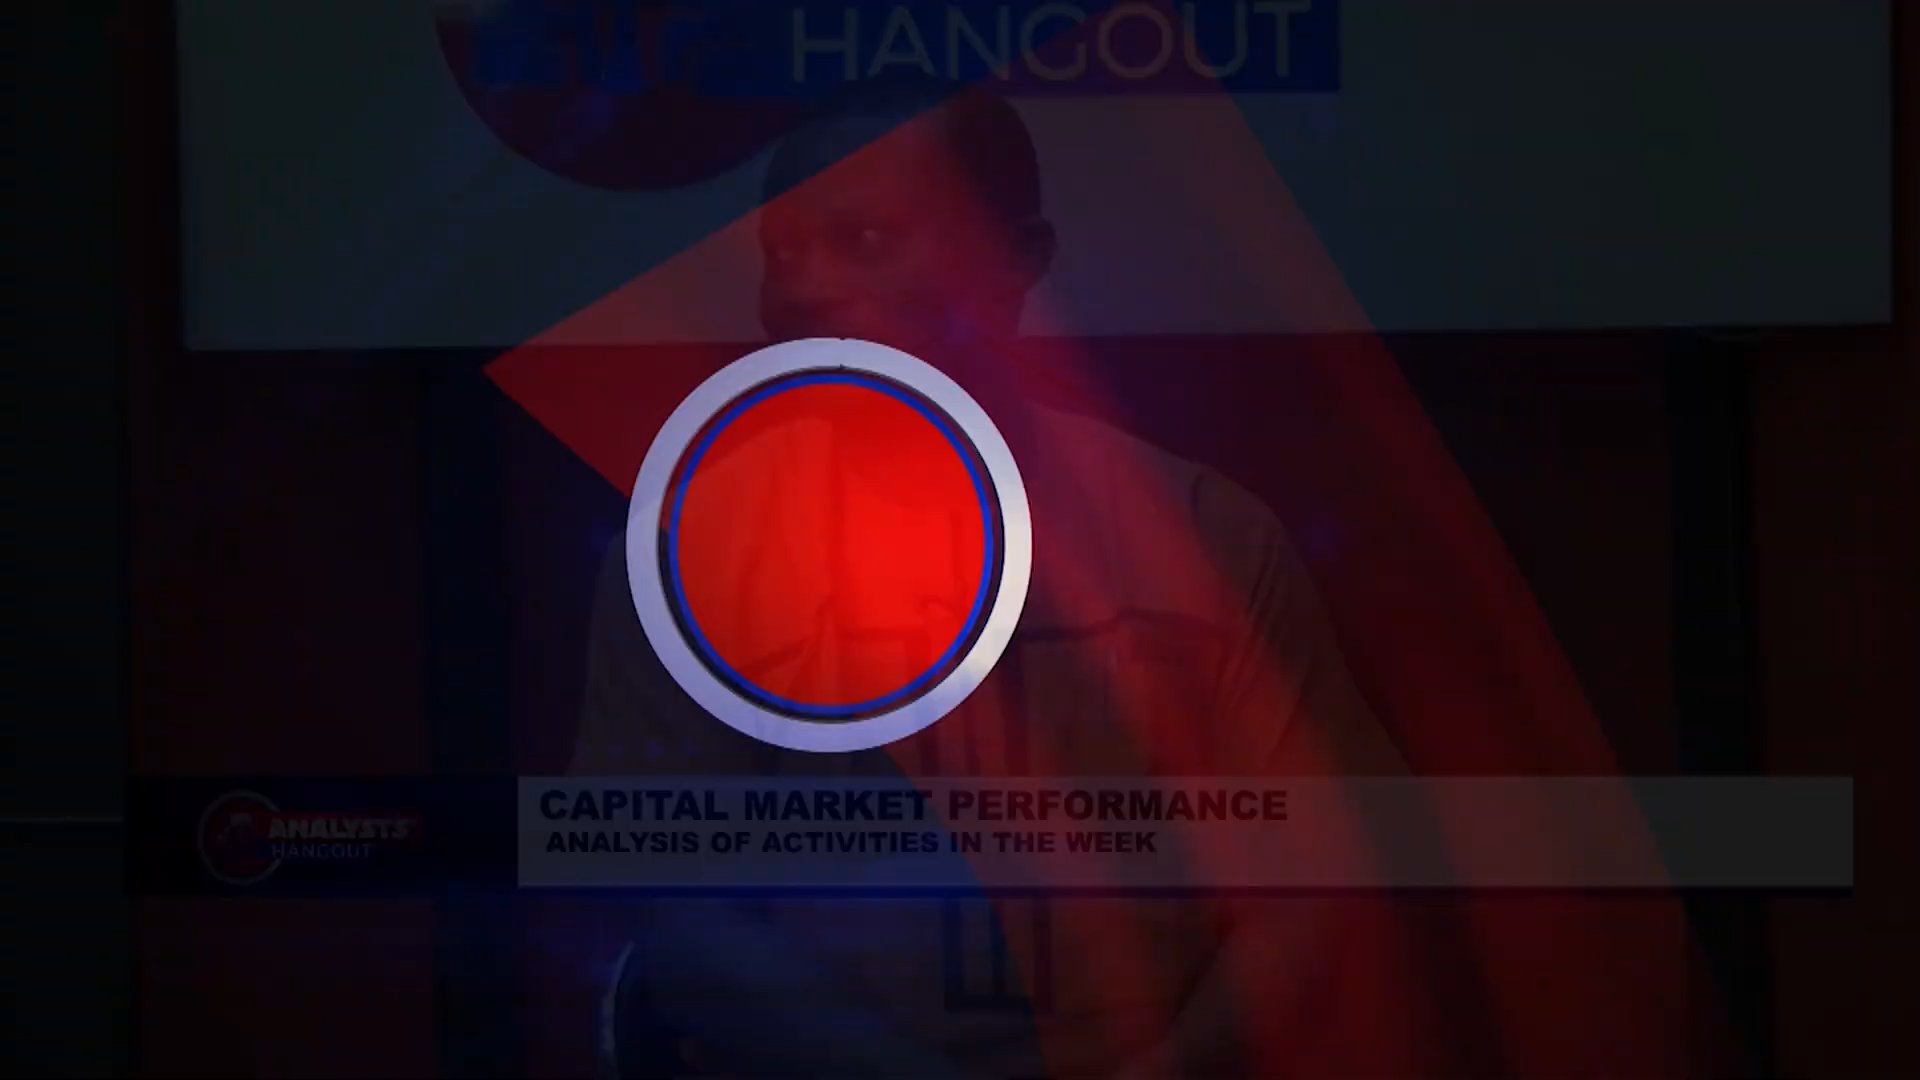 HANGOUT
CAPITAL MARKET PERFORMANCE
ANALYSIS OF ACTIVITIES IN THE WEEK
ANALYSTS
HANGOUT